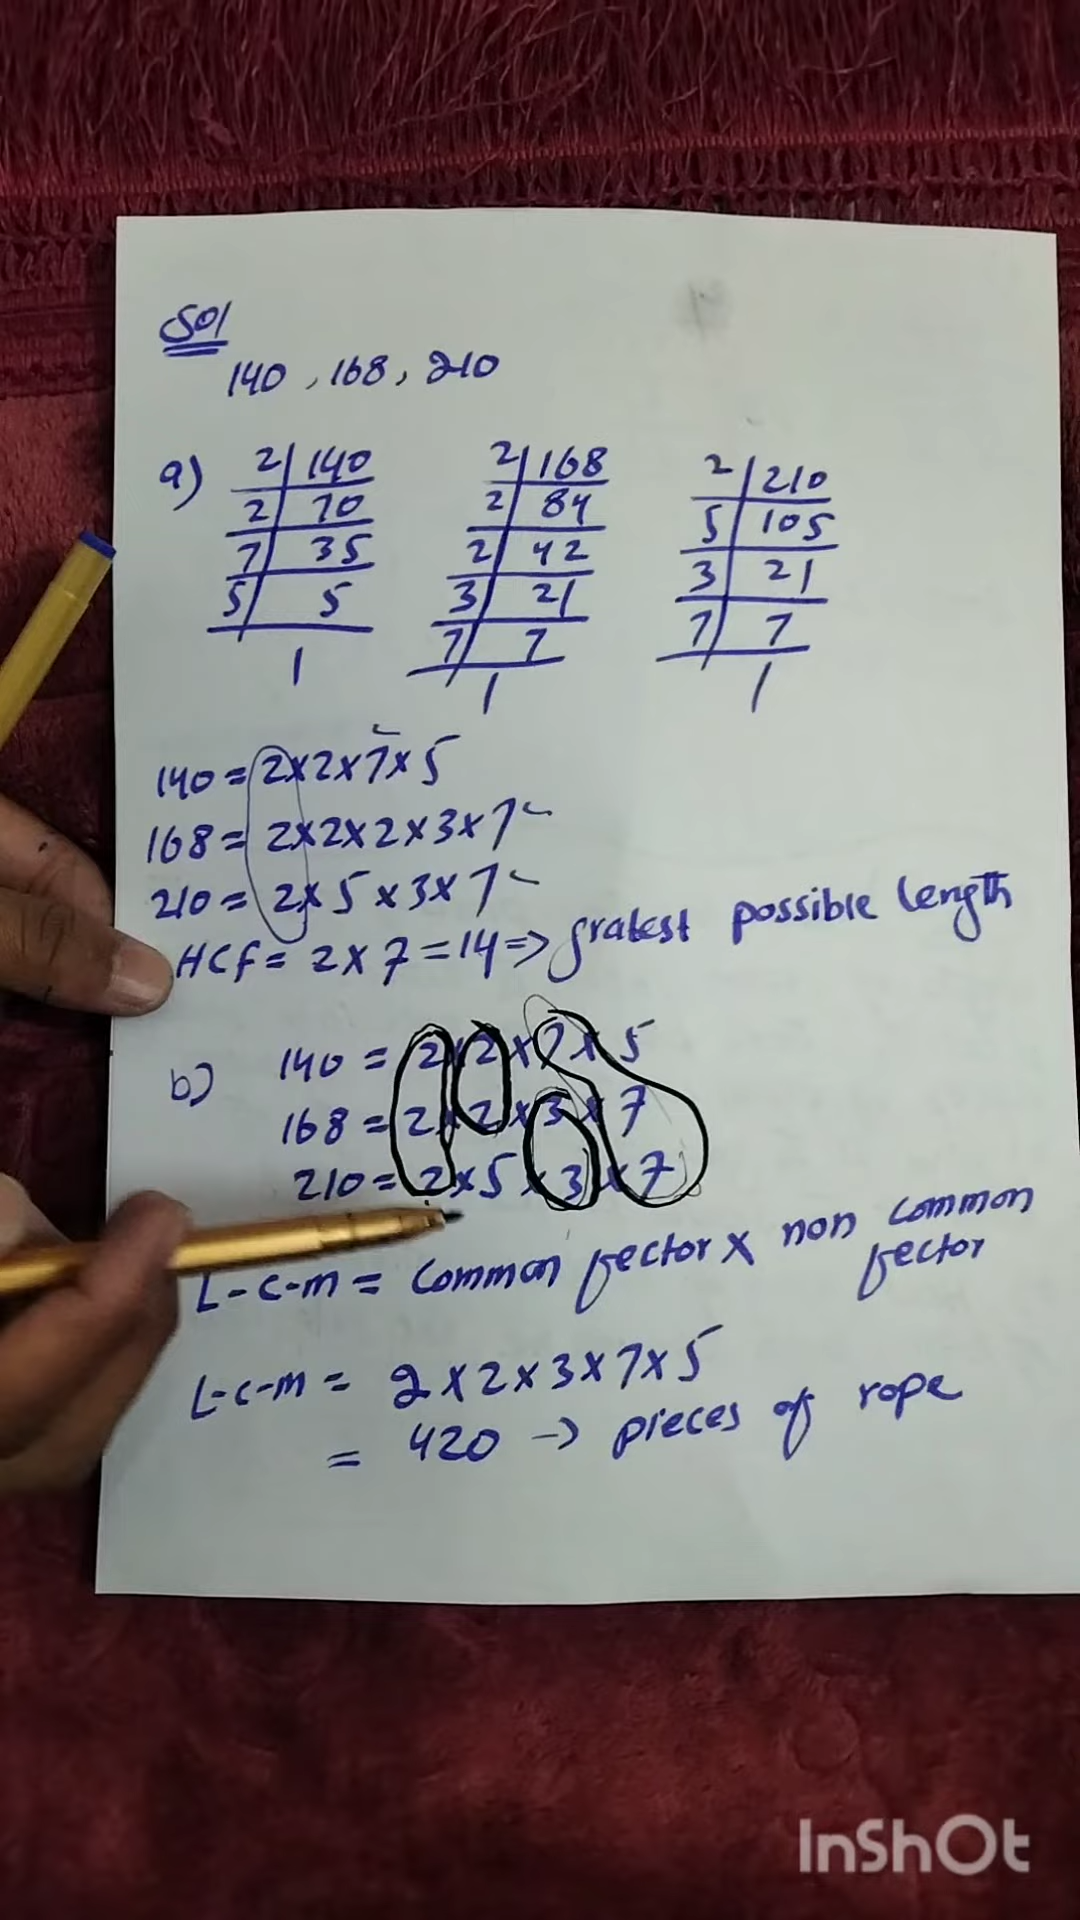 Sol
140, 168, 210
a) 2 140 2 168 2 210
2 70 2 84 5 105
7 35 2 42 3 21
5 5 3 21 7 7
1 7 7 1
1
140 = 2×2×7×5
168 = 2×2×2×3×7
210 = 2×5×3×7
HCf = 2×7 = 14 => gratest possible length
b) 140 = 2×2×7×5
168 = 2×2×3×7
210 = 2×5×3×7
L-c-m = common fector × non common fector
L-c-m = 2×2×3×7×5
= 420 → pieces of rope
InShOt